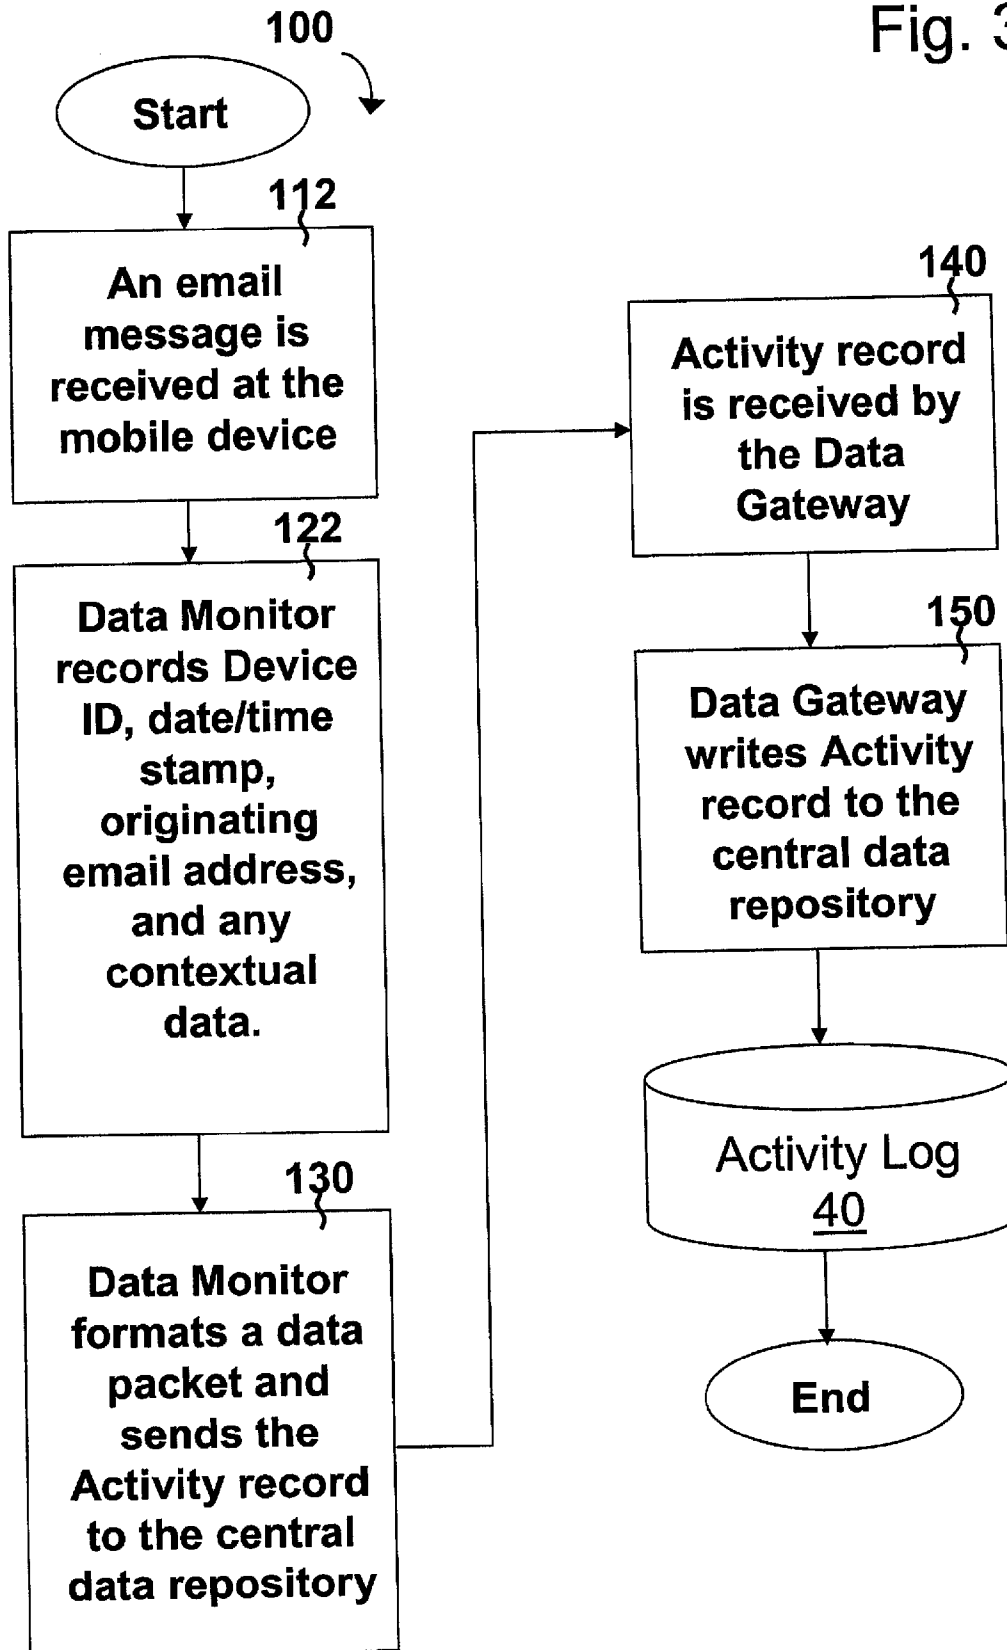 Fig. 3
100
Start
112
An email
message is
received at the
mobile device
122
Data Monitor
records Device
ID, date/time
stamp,
originating
email address,
and any
contextual
data.
130
Data Monitor
formats a data
packet and
sends the
Activity record
to the central
data repository
140
Activity record
is received by
the Data
Gateway
150
Data Gateway
writes Activity
record to the
central data
repository
Activity Log
40
End